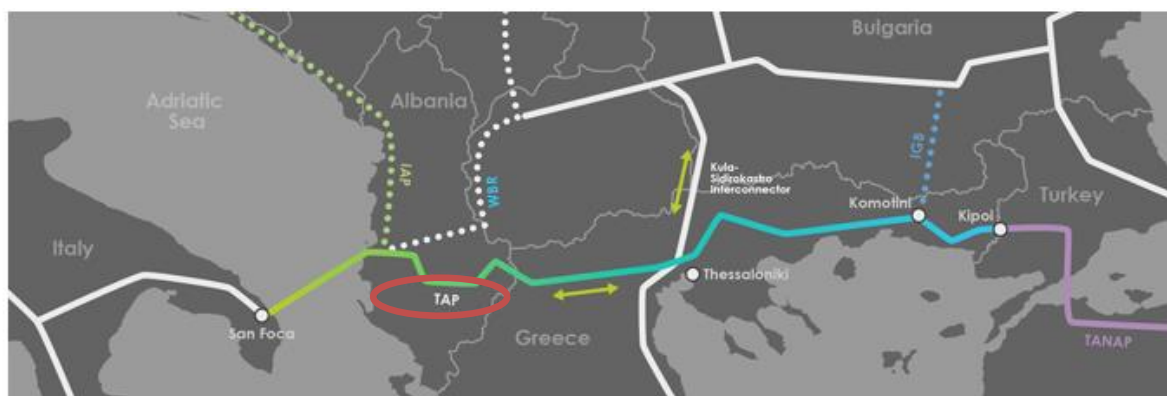 Bulgaria
Adriatic
Sea
Albania
IAP
WBR
IGB
Kula-
Sidirokastro
Interconnector
Komotini
Kipoi
Turkey
Italy
Thessaloniki
San Foca
TAP
Greece
TANAP